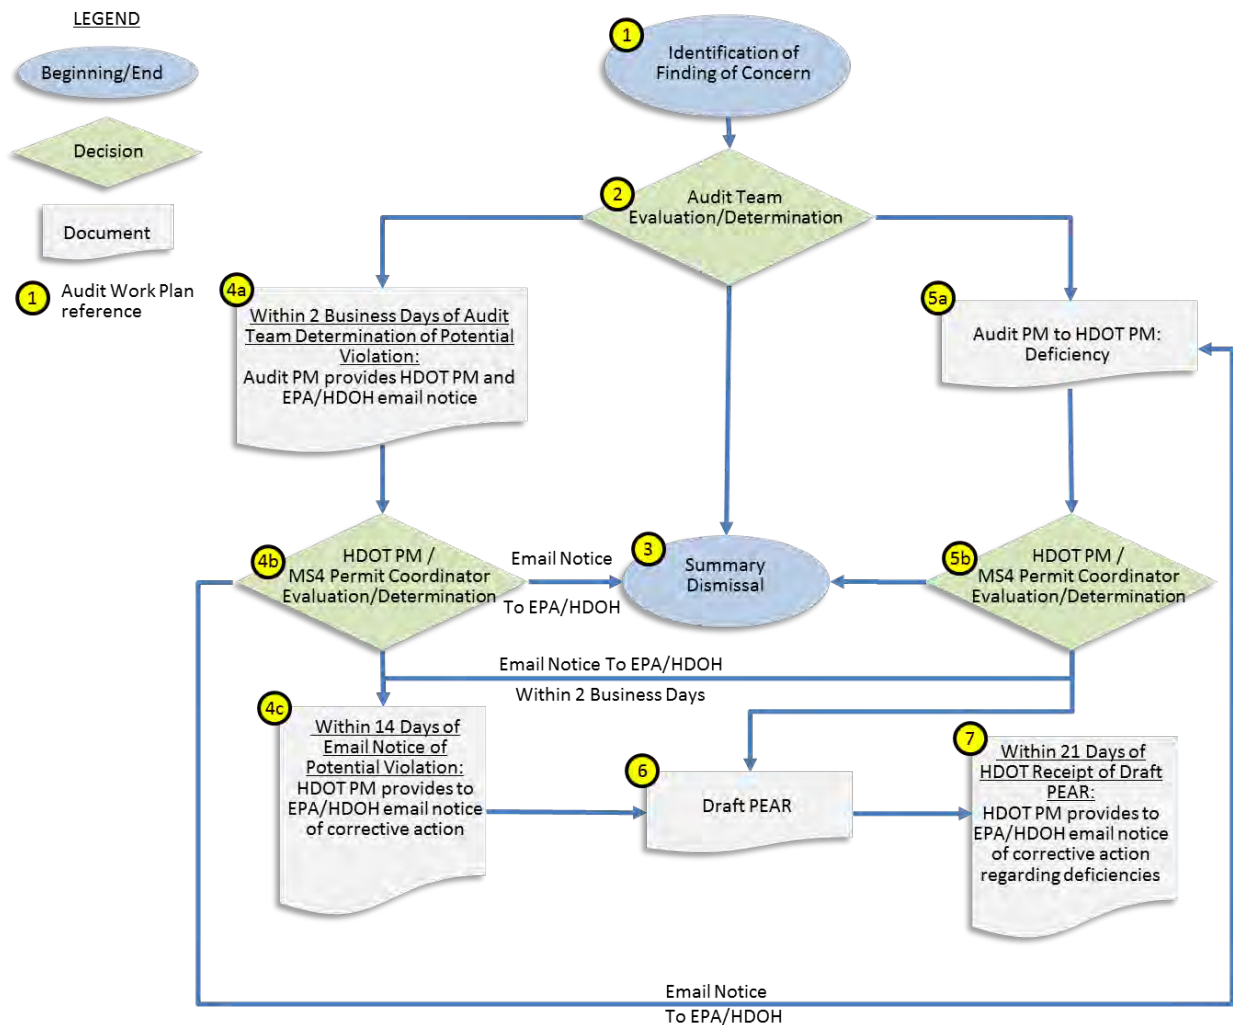 LEGEND
Beginning/End
Decision
Document
1
Audit Work Plan
reference
1
Identification of
Finding of Concern
2
Audit Team
Evaluation/Determination
4a
Within 2 Business Days of Audit
Team Determination of Potential
Violation:
Audit PM provides HDOT PM and
EPA/HDOH email notice
5a
Audit PM to HDOT PM:
Deficiency
4b
HDOT PM /
MS4 Permit Coordinator
Evaluation/Determination
Email Notice
To EPA/HDOH
3
Summary
Dismissal
5b
HDOT PM /
MS4 Permit Coordinator
Evaluation/Determination
Email Notice To EPA/HDOH
Within 2 Business Days
4c
Within 14 Days of
Email Notice of
Potential Violation:
HDOT PM provides to
EPA/HDOH email notice
of corrective action
6
Draft PEAR
7
Within 21 Days of
HDOT Receipt of Draft
PEAR:
HDOT PM provides to
EPA/HDOH email notice
of corrective action
regarding deficiencies
Email Notice
To EPA/HDOH